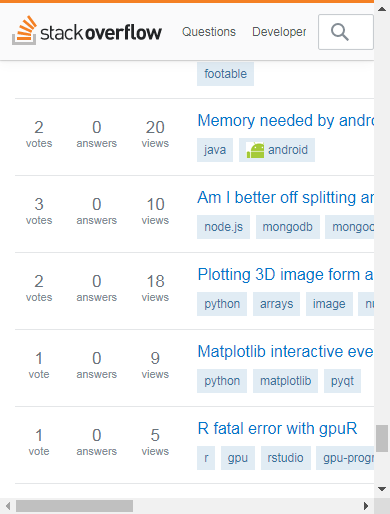 stackoverflow Questions Developer
footable
2 0 20 Memory needed by andro
votes answers views java android
3 0 10 Am I better off splitting an
votes answers views node.js mongodb mongoo
2 0 18 Plotting 3D image form a
votes answers views python arrays image nu
1 0 9 Matplotlib interactive eve
vote answers views python matplotlib pyqt
1 0 5 R fatal error with gpuR
vote answers views r gpu rstudio gpu-progr